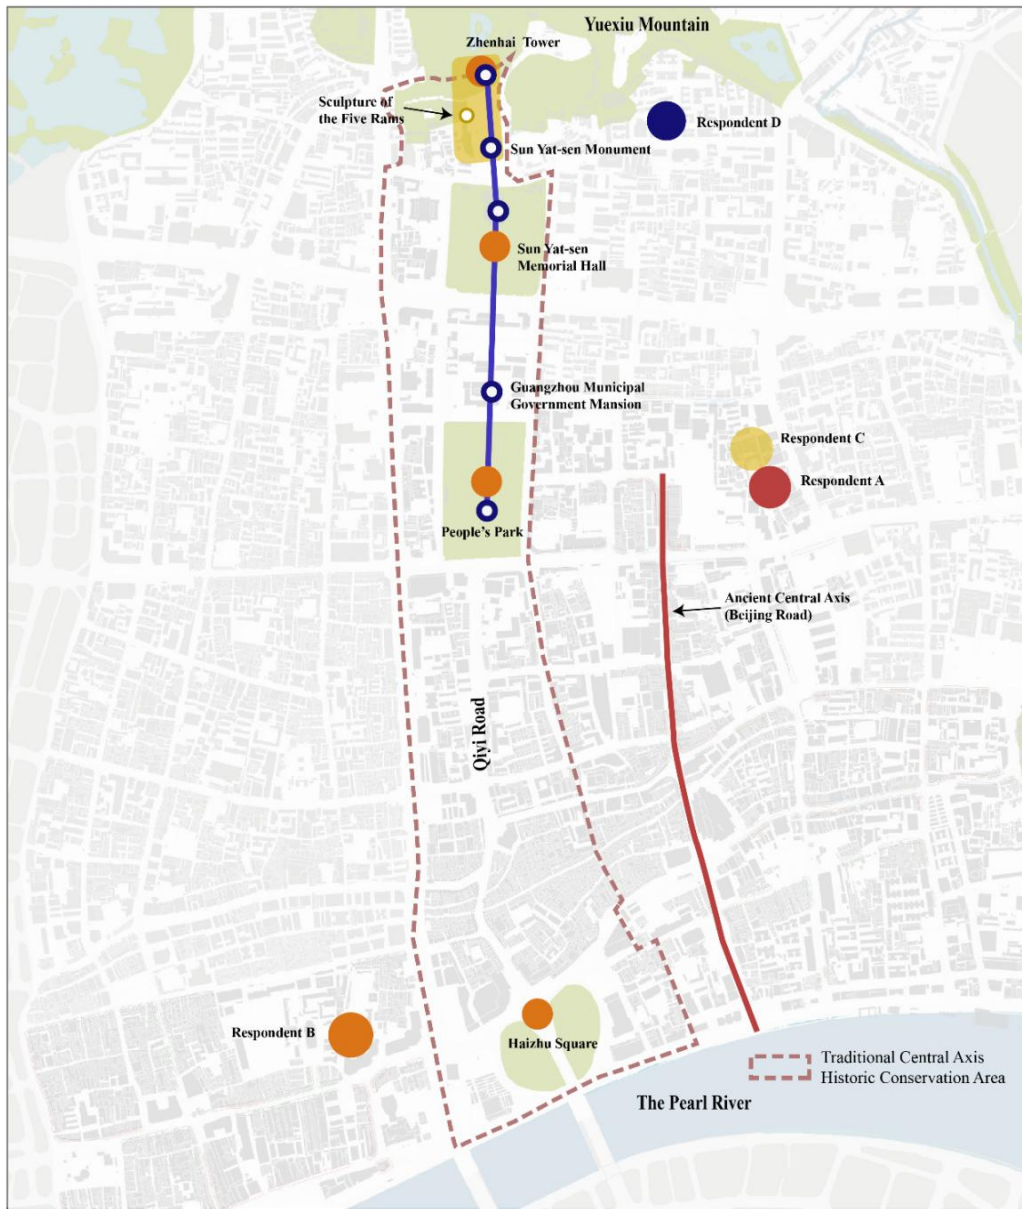 Yuexiu Mountain
Zhenhai Tower
Sculpture of
the Five Rams
Respondent D
Sun Yat-sen Monument
Sun Yat-sen
Memorial Hall
Guangzhou Municipal
Government Mansion
Respondent C
Respondent A
People's Park
Ancient Central Axis
(Beijing Road)
Qiyi Road
Respondent B
Haizhu Square
Traditional Central Axis
Historic Conservation Area
The Pearl River